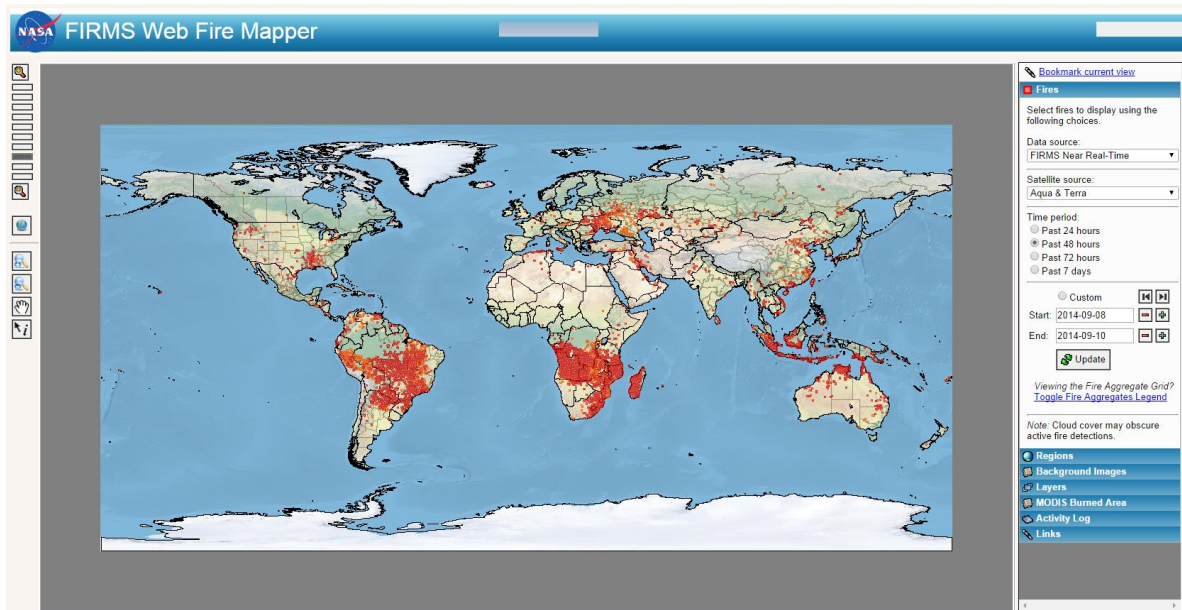 NASA FIRMS Web Fire Mapper
Bookmark current view
Fires
Select fires to display using the
following choices.
Data source:
FIRMS Near Real-Time
Satellite source:
Aqua & Terra
Time period:
Past 24 hours
Past 48 hours
Past 72 hours
Past 7 days
Custom
Start: 2014-09-08
End: 2014-09-10
Update
Viewing the Fire Aggregate Grid?
Toggle Fire Aggregates Legend
Note: Cloud cover may obscure
active fire detections.
Regions
Background Images
Layers
MODIS Burned Area
Activity Log
Links